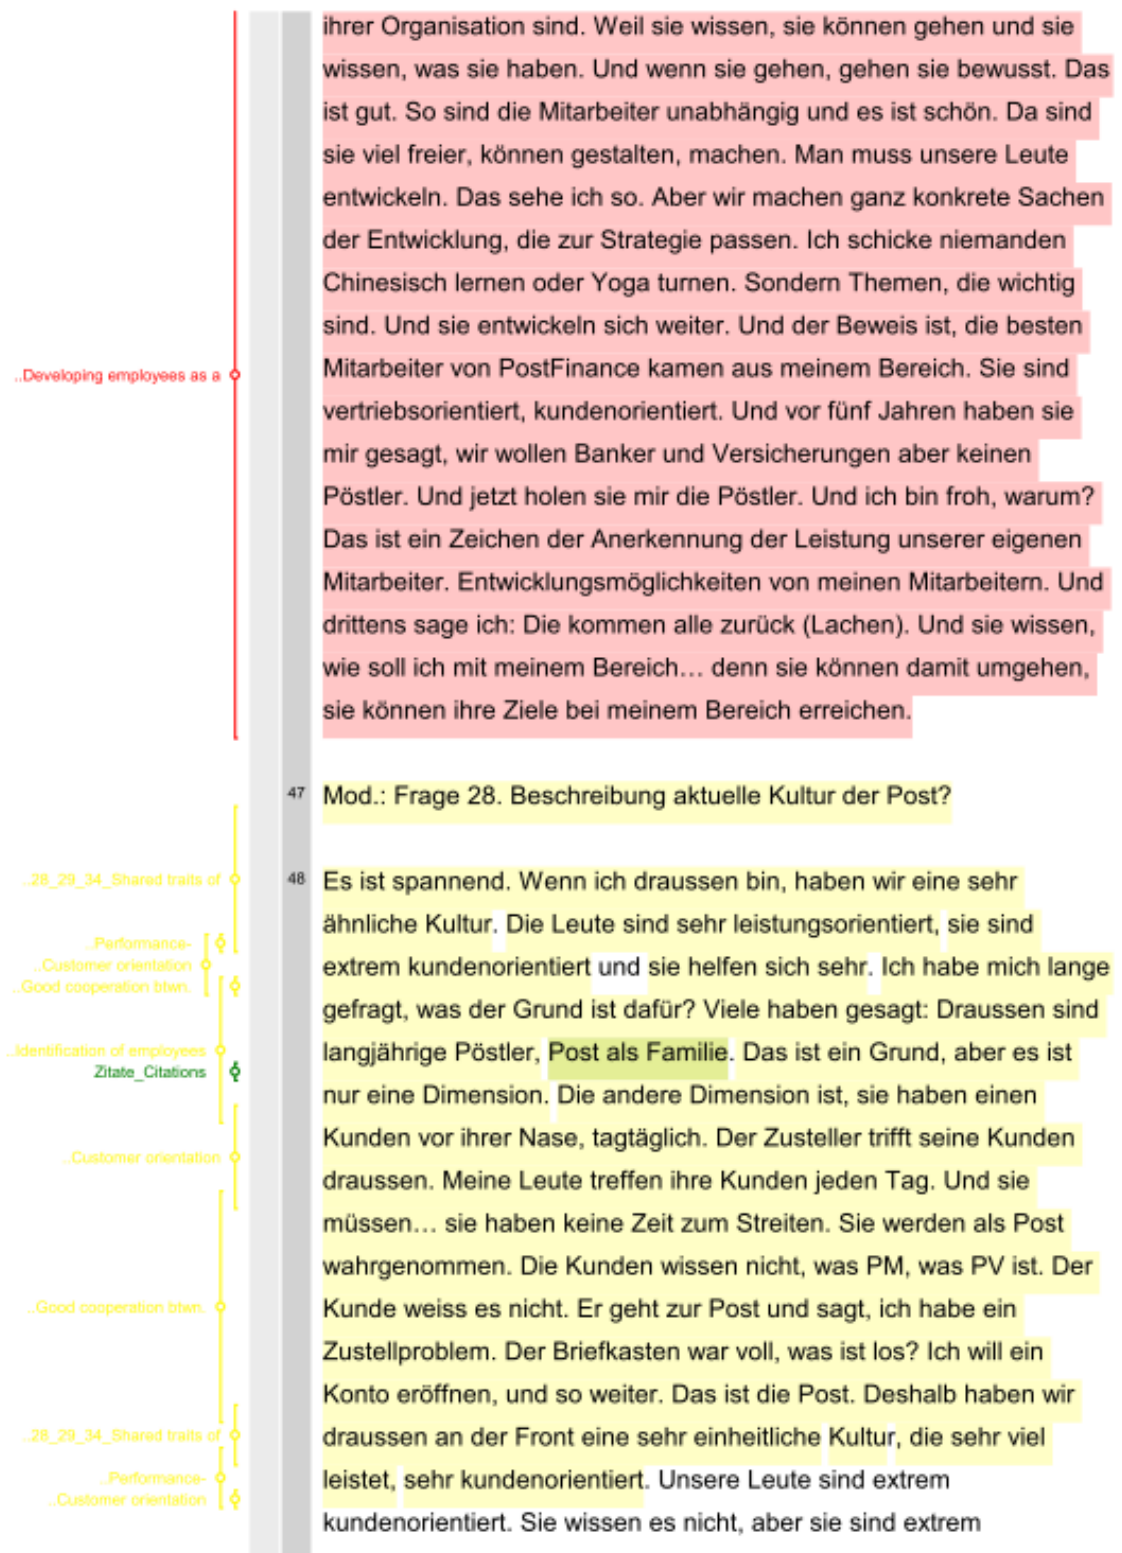 ihrer Organisation sind. Weil sie wissen, sie können gehen und sie
wissen, was sie haben. Und wenn sie gehen, gehen sie bewusst. Das
ist gut. So sind die Mitarbeiter unabhängig und es ist schön. Da sind
sie viel freier, können gestalten, machen. Man muss unsere Leute
entwickeln. Das sehe ich so. Aber wir machen ganz konkrete Sachen
der Entwicklung, die zur Strategie passen. Ich schicke niemanden
Chinesisch lernen oder Yoga turnen. Sondern Themen, die wichtig
sind. Und sie entwickeln sich weiter. Und der Beweis ist, die besten
..Developing employees as a
Mitarbeiter von PostFinance kamen aus meinem Bereich. Sie sind
vertriebsorientiert, kundenorientiert. Und vor fünf Jahren haben sie
mir gesagt, wir wollen Banker und Versicherungen aber keinen
Pöstler. Und jetzt holen sie mir die Pöstler. Und ich bin froh, warum?
Das ist ein Zeichen der Anerkennung der Leistung unserer eigenen
Mitarbeiter. Entwicklungsmöglichkeiten von meinen Mitarbeitern. Und
drittens sage ich: Die kommen alle zurück (Lachen). Und sie wissen,
wie soll ich mit meinem Bereich… denn sie können damit umgehen,
sie können ihre Ziele bei meinem Bereich erreichen.
47 Mod.: Frage 28. Beschreibung aktuelle Kultur der Post?
..28_29_34_Shared traits of
48 Es ist spannend. Wenn ich draussen bin, haben wir eine sehr
ähnliche Kultur. Die Leute sind sehr leistungsorientiert, sie sind
..Performance-
..Customer orientation
extrem kundenorientiert und sie helfen sich sehr. Ich habe mich lange
..Good cooperation btwn.
gefragt, was der Grund ist dafür? Viele haben gesagt: Draussen sind
..Identification of employees
langjährige Pöstler, Post als Familie. Das ist ein Grund, aber es ist
Zitate_Citations
nur eine Dimension. Die andere Dimension ist, sie haben einen
Kunden vor ihrer Nase, tagtäglich. Der Zusteller trifft seine Kunden
..Customer orientation
draussen. Meine Leute treffen ihre Kunden jeden Tag. Und sie
müssen… sie haben keine Zeit zum Streiten. Sie werden als Post
wahrgenommen. Die Kunden wissen nicht, was PM, was PV ist. Der
..Good cooperation btwn.
Kunde weiss es nicht. Er geht zur Post und sagt, ich habe ein
Zustellproblem. Der Briefkasten war voll, was ist los? Ich will ein
Konto eröffnen, und so weiter. Das ist die Post. Deshalb haben wir
..28_29_34_Shared traits of
draussen an der Front eine sehr einheitliche Kultur, die sehr viel
..Performance-
leistet, sehr kundenorientiert. Unsere Leute sind extrem
..Customer orientation
kundenorientiert. Sie wissen es nicht, aber sie sind extrem